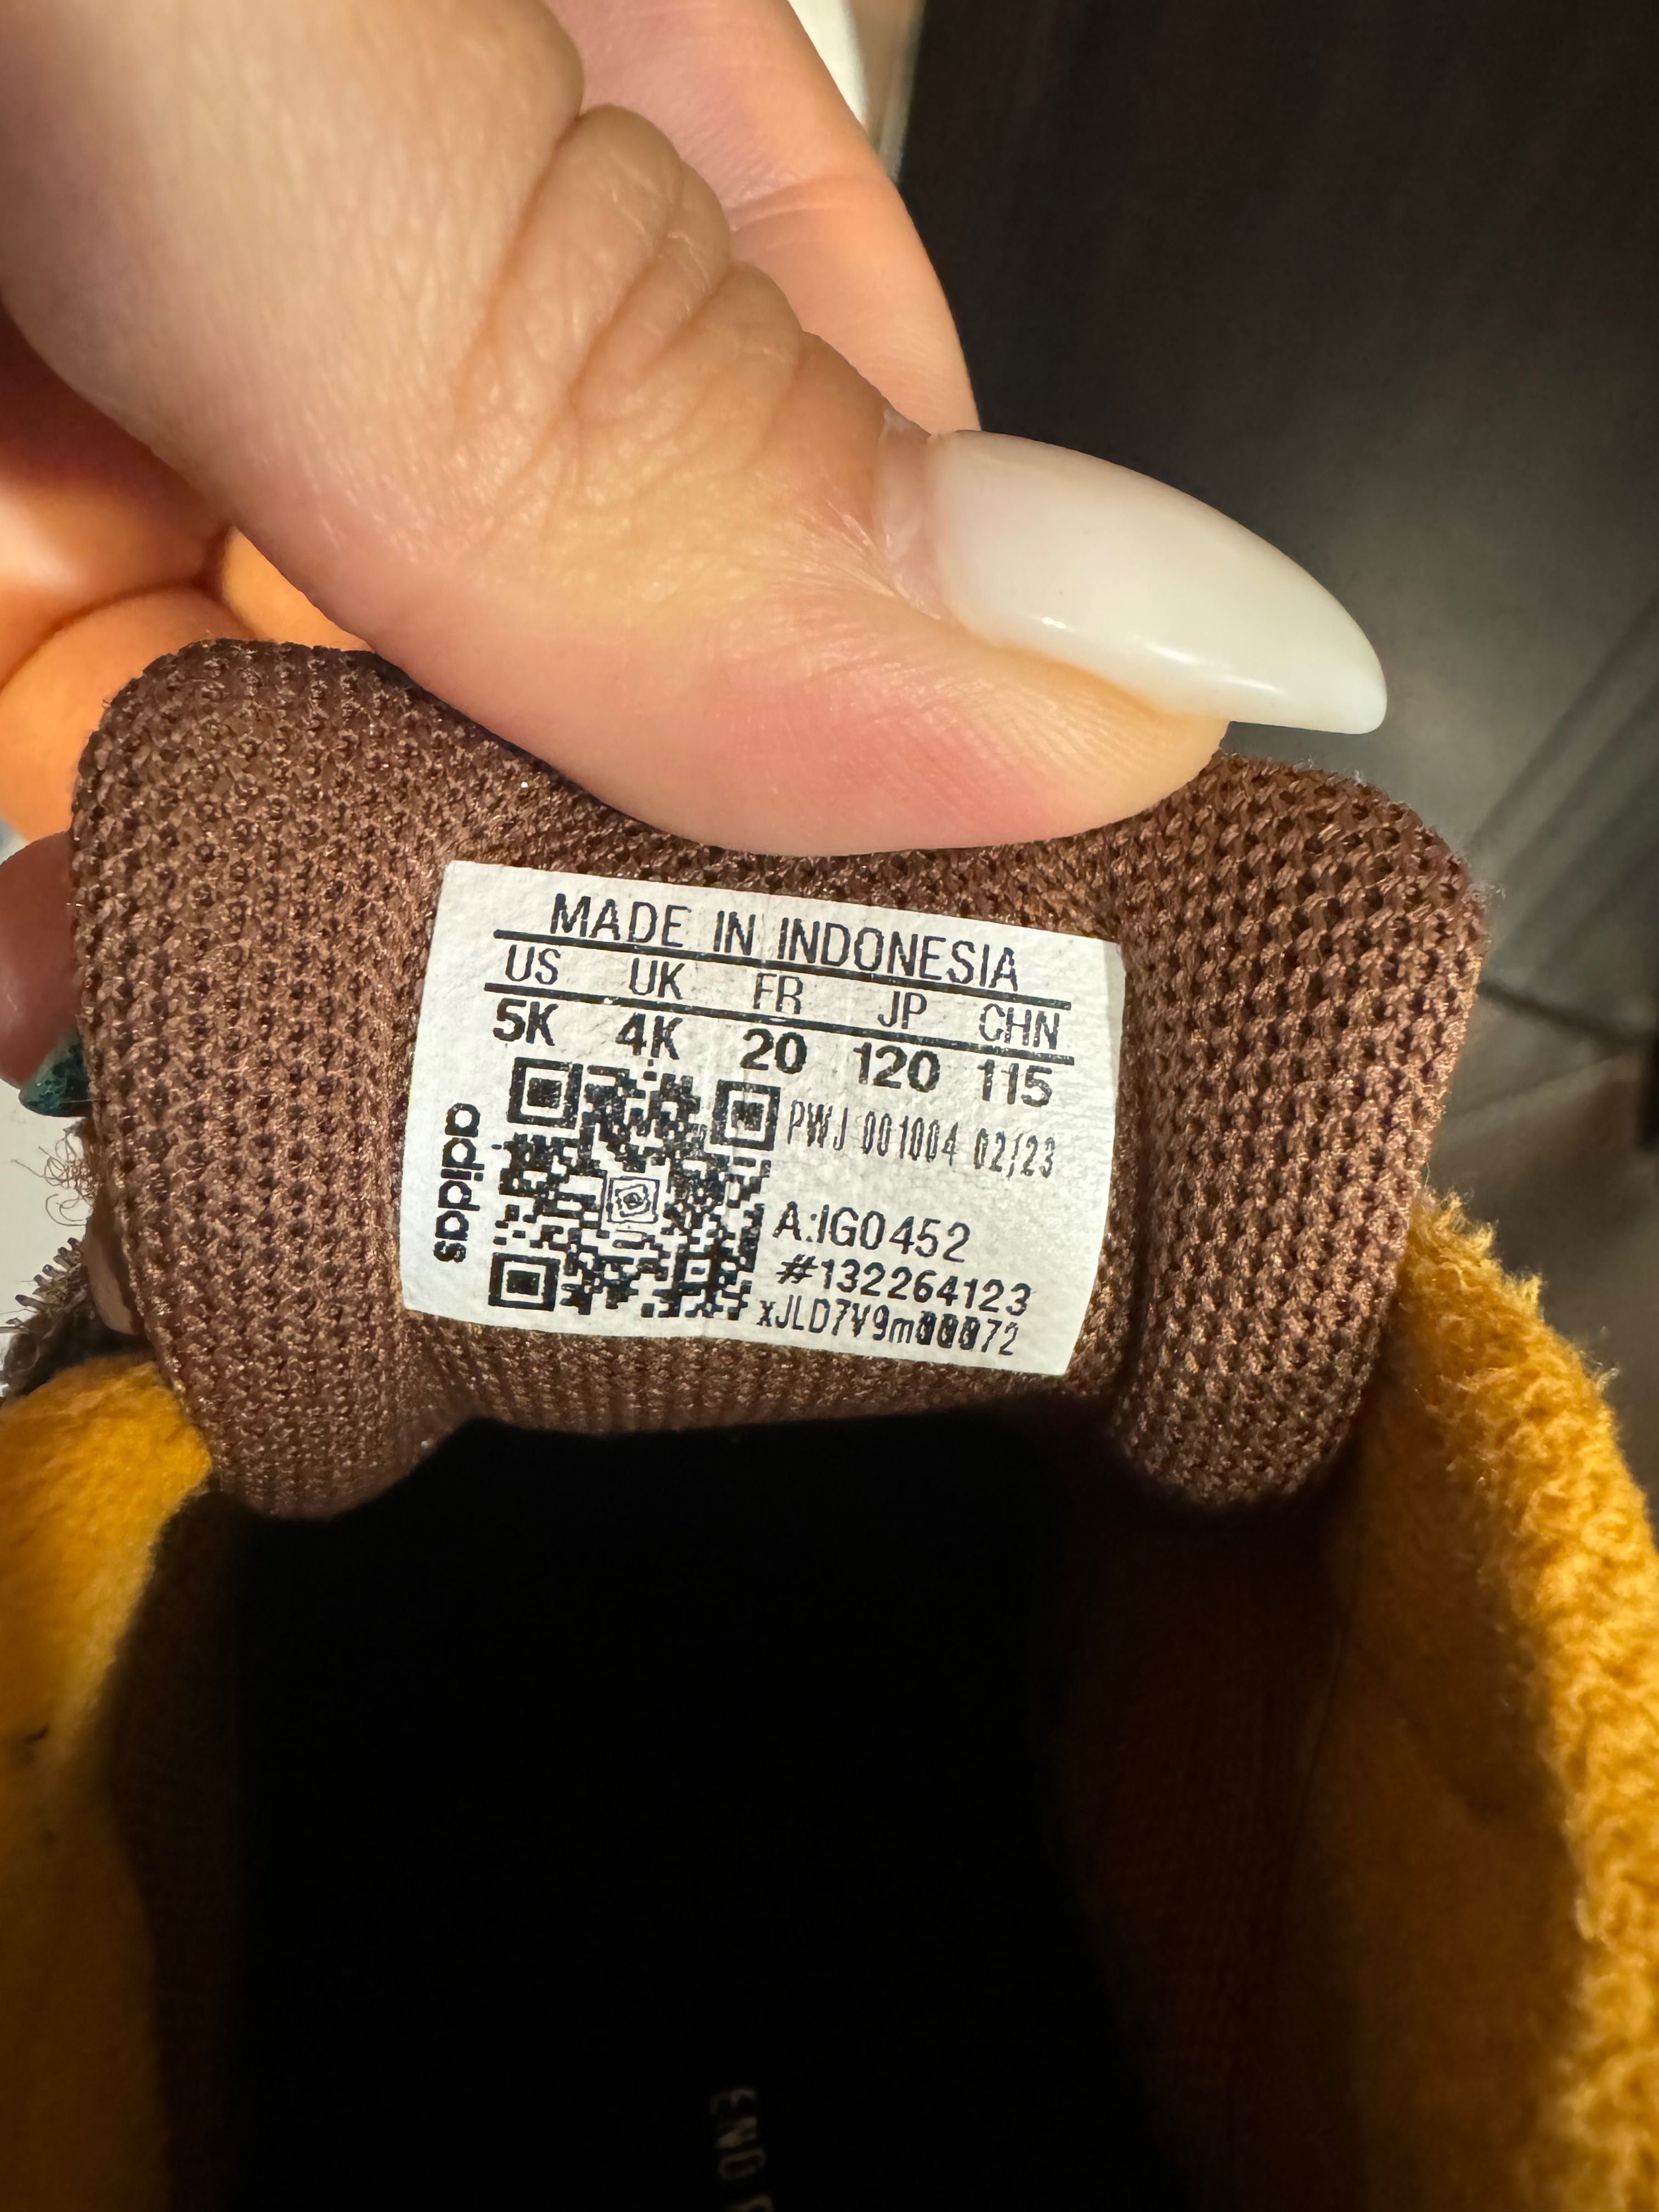 MADE IN INDONESIA
US UK FR JP CHN
5K 4K 20 120 115
PWJ 001004 02/23
adidas
A:IG0452
#132264123
xJLD7V9m00072